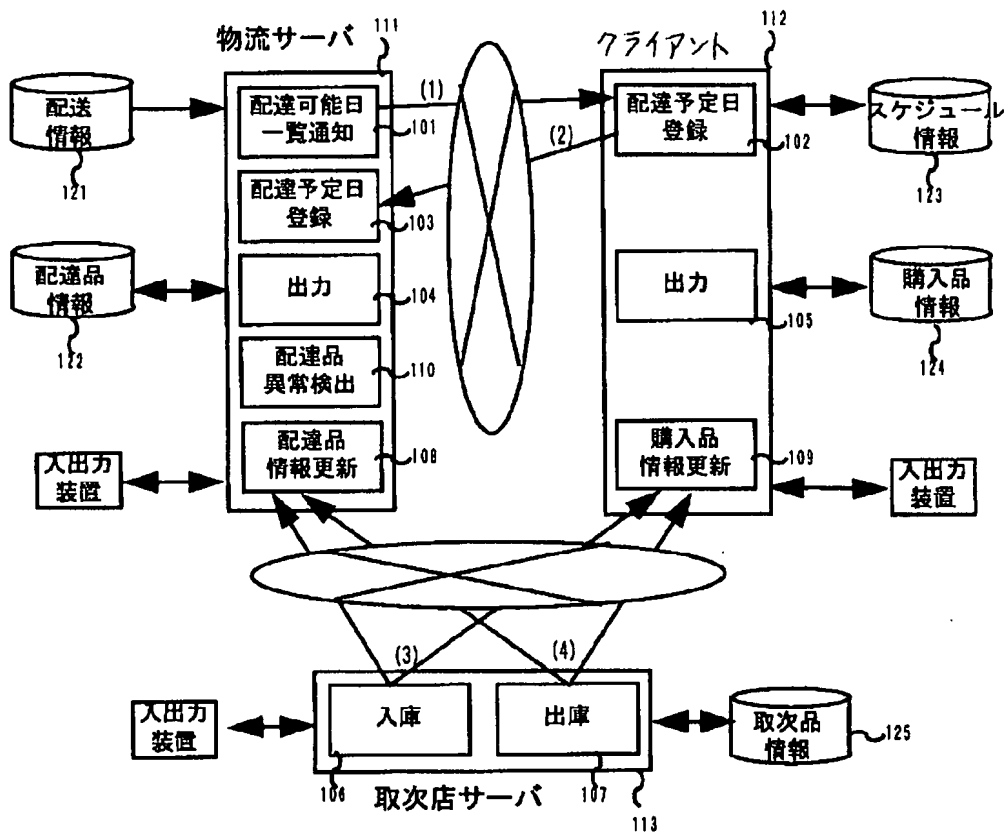 物流サーバ
111
クライアント
112
配送
情報
121
配達可能日
一覧通知
101
(1)
(2)
配達予定日
登録
102
スケジュール
情報
123
配達予定日
登録
103
配達品
情報
122
出力
104
出力
105
購入品
情報
124
配達品
異常検出
110
配達品
情報更新
108
購入品
情報更新
109
入出力
装置
入出力
装置
(3)
(4)
入庫
106
出庫
107
入出力
装置
取次品
情報
125
取次店サーバ
113